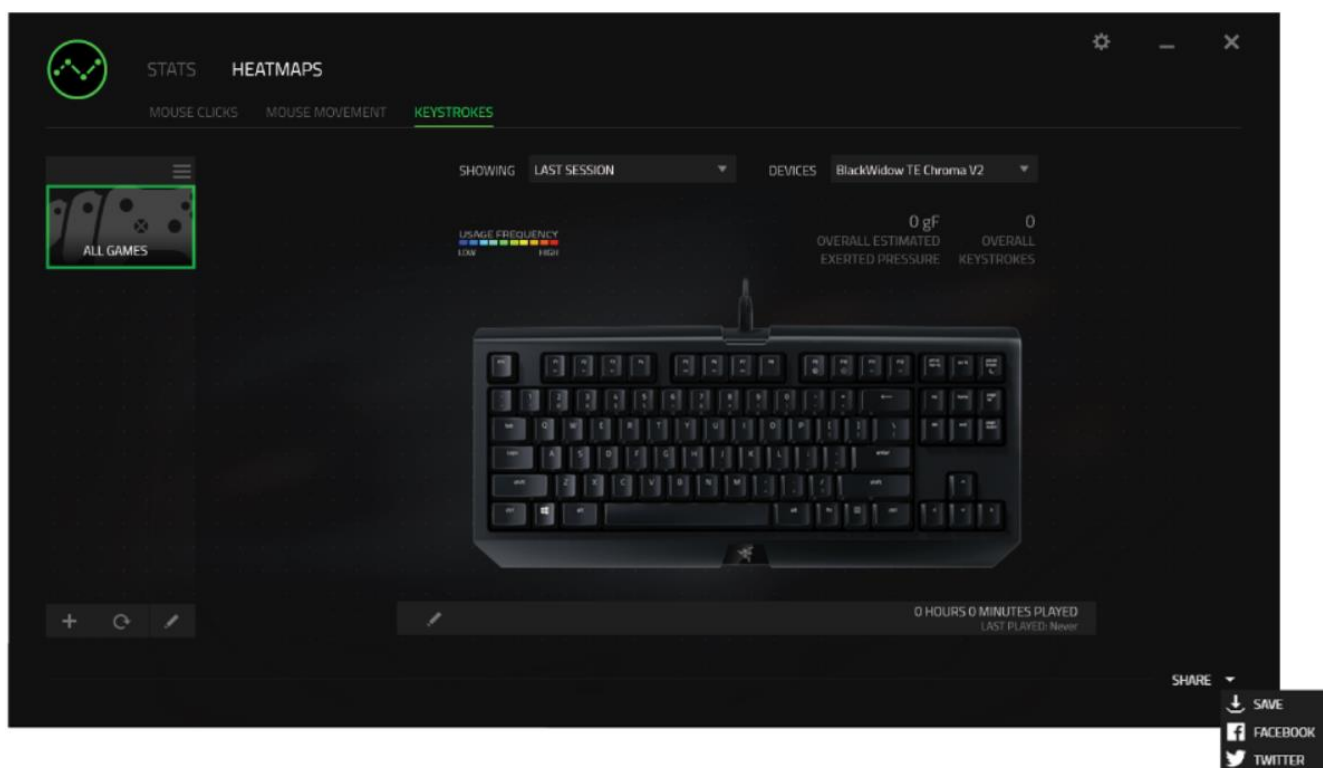 STATS HEATMAPS
MOUSE CLICKS MOUSE MOVEMENT KEYSTROKES
SHOWING LAST SESSION DEVICES BlackWidow TE Chroma V2
ALL GAMES
USAGE FREQUENCY
LOW HIGH
0 gF 0
OVERALL ESTIMATED OVERALL
EXERTED PRESSURE KEYSTROKES
Q W E R T Y U I O P
A S D F G H J K L
Z X C V B N M
0 HOURS 0 MINUTES PLAYED
LAST PLAYED: Never
SHARE
SAVE
FACEBOOK
TWITTER